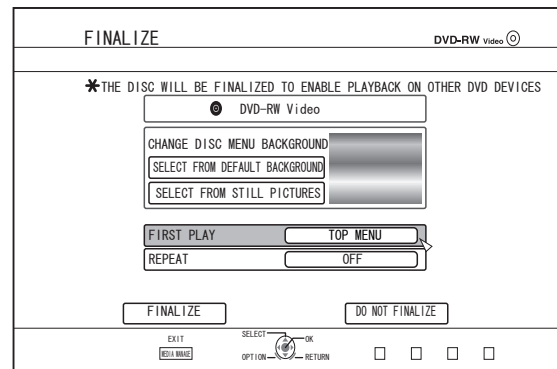 FINALIZE
DVD-RW Video
*THE DISC WILL BE FINALIZED TO ENABLE PLAYBACK ON OTHER DVD DEVICES
DVD-RW Video
CHANGE DISC MENU BACKGROUND
SELECT FROM DEFAULT BACKGROUND
SELECT FROM STILL PICTURES
FIRST PLAY TOP MENU
REPEAT OFF
FINALIZE DO NOT FINALIZE
EXIT
MEDIA MANAGE
SELECT OK
OPTION RETURN